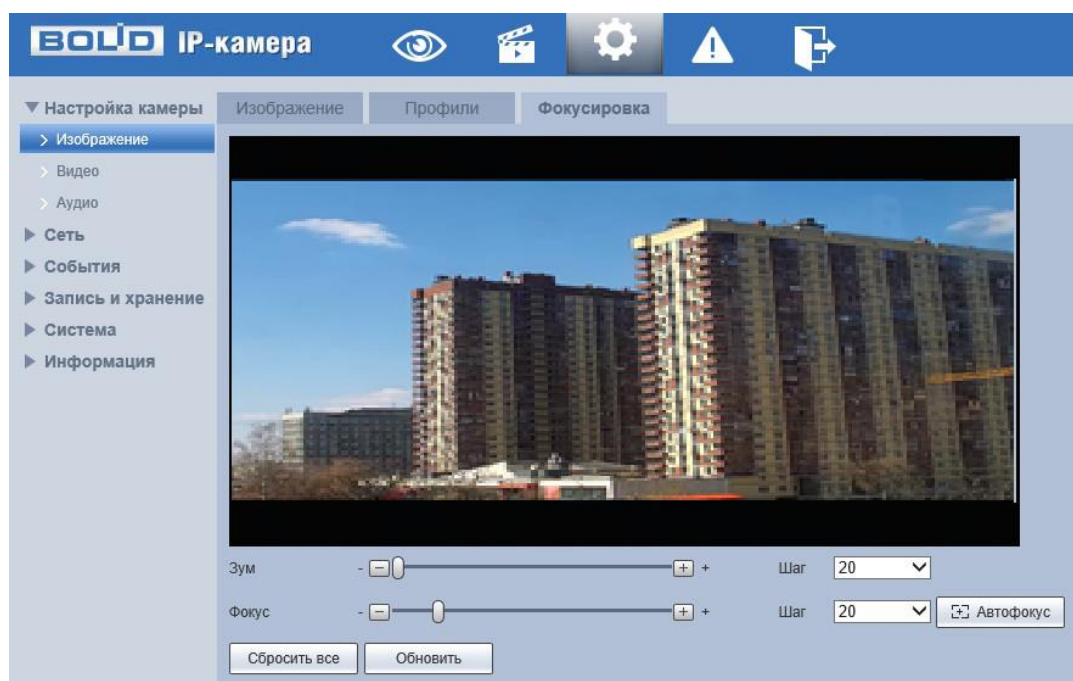 BOLID IP-камера
Настройка камеры
Изображение
Видео
Аудио
Сеть
События
Запись и хранение
Система
Информация
Изображение Профили Фокусировка
Зум - + Шаг 20
Фокус - + Шаг 20 Автофокус
Сбросить все Обновить